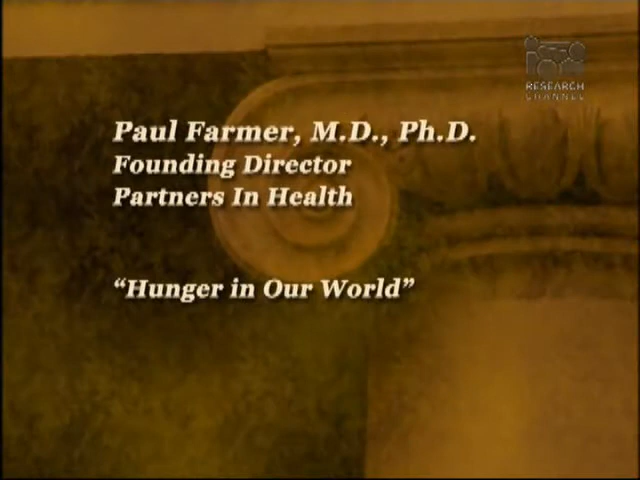 RESEARCH
CHANNEL
Paul Farmer, M.D., Ph.D.
Founding Director
Partners In Health
“Hunger in Our World”